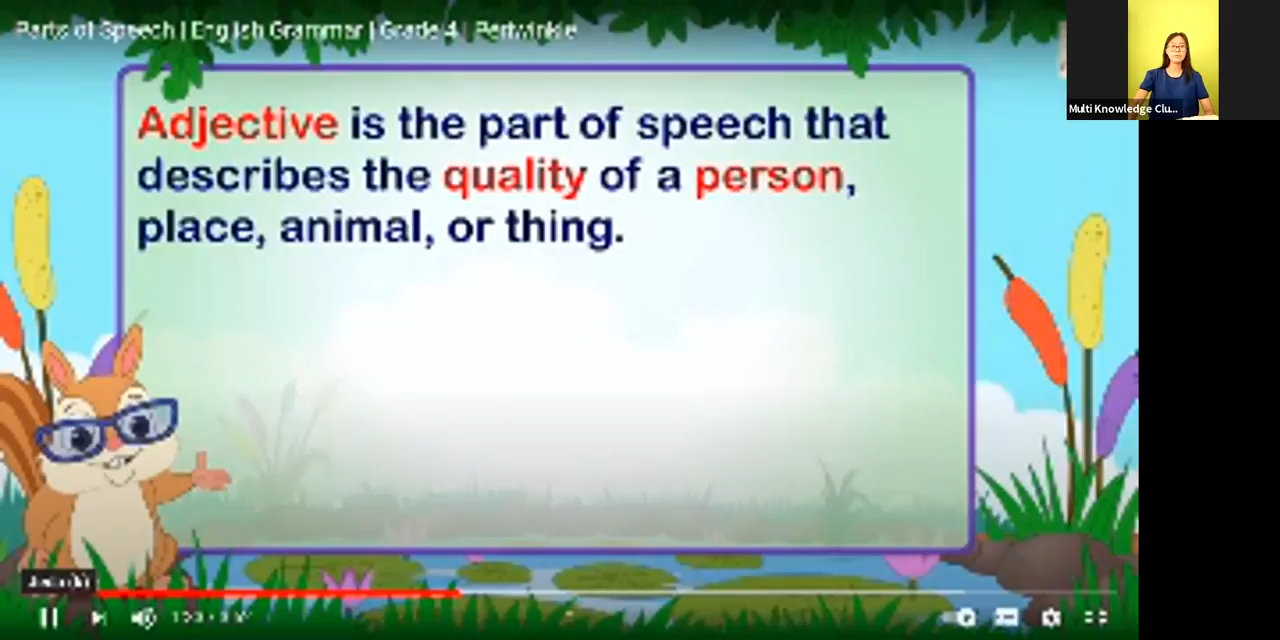 Parts of Speech | English Grammar | Grade 4 | Periwinkle
Multi Knowledge Clu...
Adjective is the part of speech that
describes the quality of a person,
place, animal, or thing.